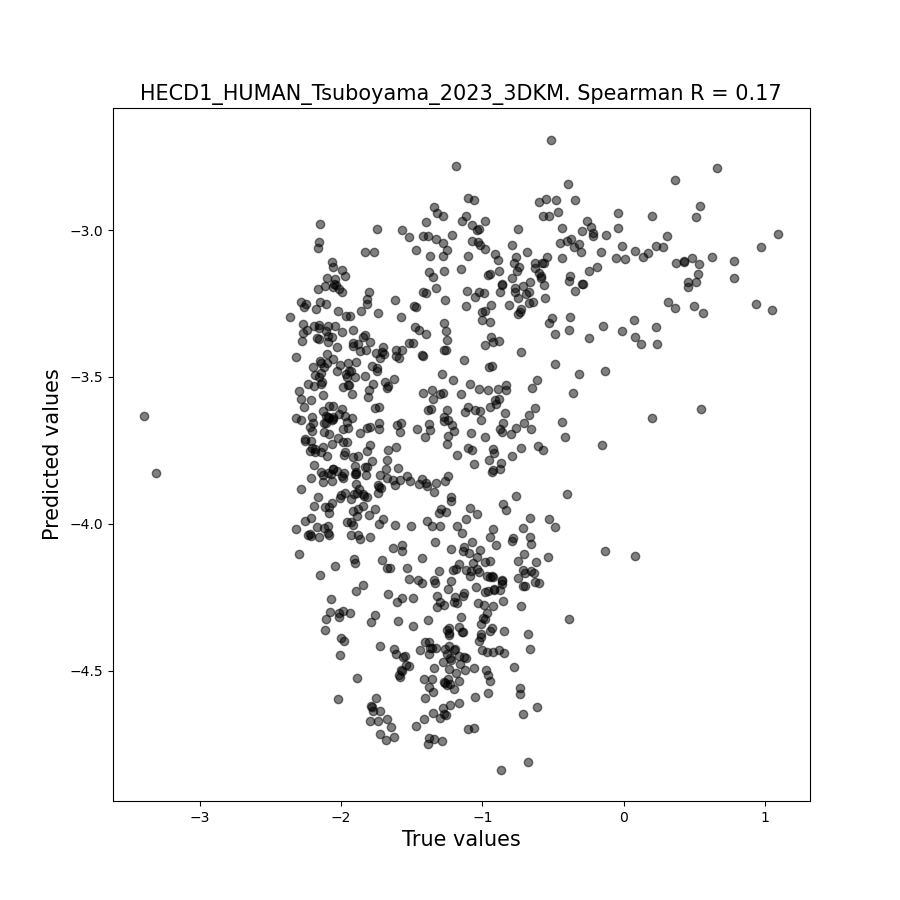 HECD1_HUMAN_Tsuboyama_2023_3DKM. Spearman R = 0.17
−3.0
−3.5
−4.0
−4.5
Predicted values
−3 −2 −1 0 1
True values